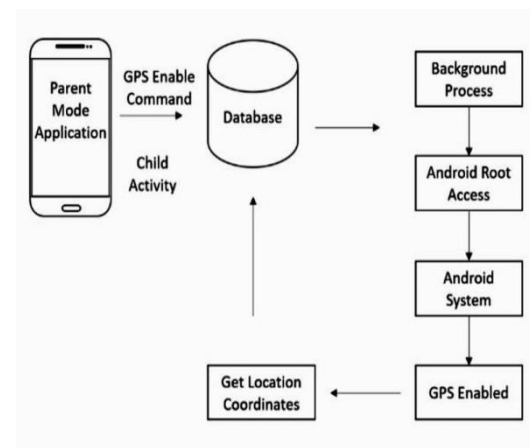 Parent
Mode
Application
GPS Enable
Command
Child
Activity
Database
Background
Process
Android Root
Access
Android
System
GPS Enabled
Get Location
Coordinates